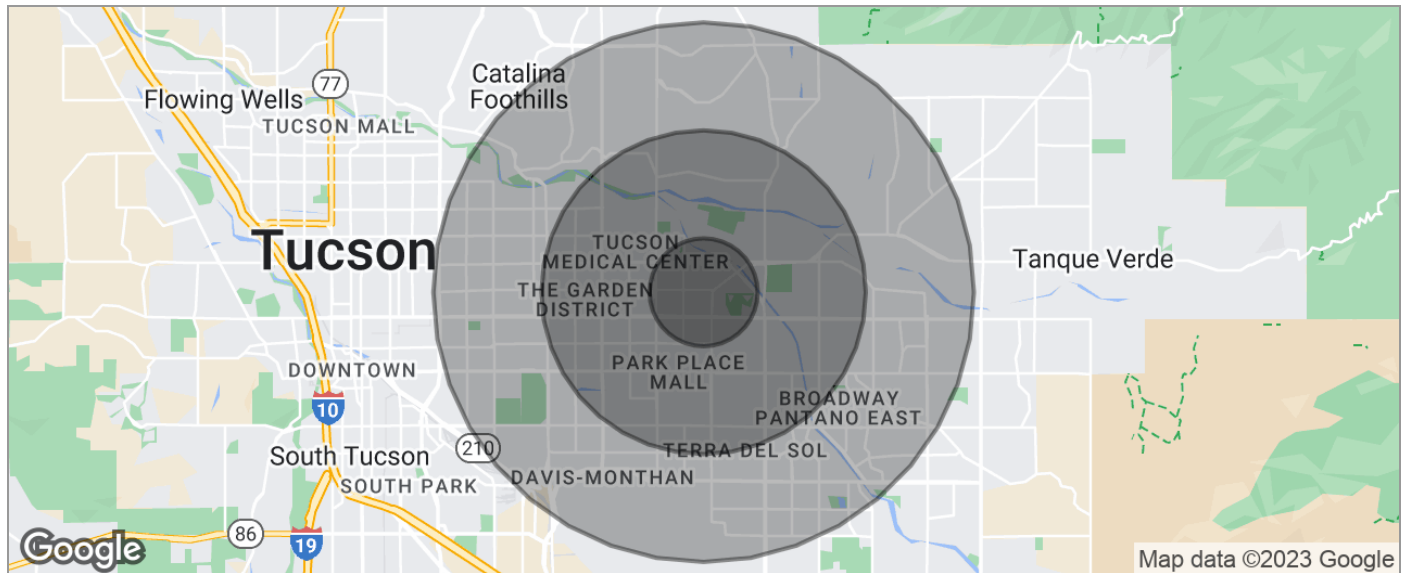 Catalina
Foothills
77
Flowing Wells
TUCSON MALL
Tucson
TUCSON
MEDICAL CENTER
Tanque Verde
THE GARDEN
DISTRICT
DOWNTOWN
PARK PLACE
MALL
10
BROADWAY
PANTANO EAST
210
South Tucson
TERRA DEL SOL
DAVIS-MONTHAN
SOUTH PARK
86
19
Google
Map data ©2023 Google